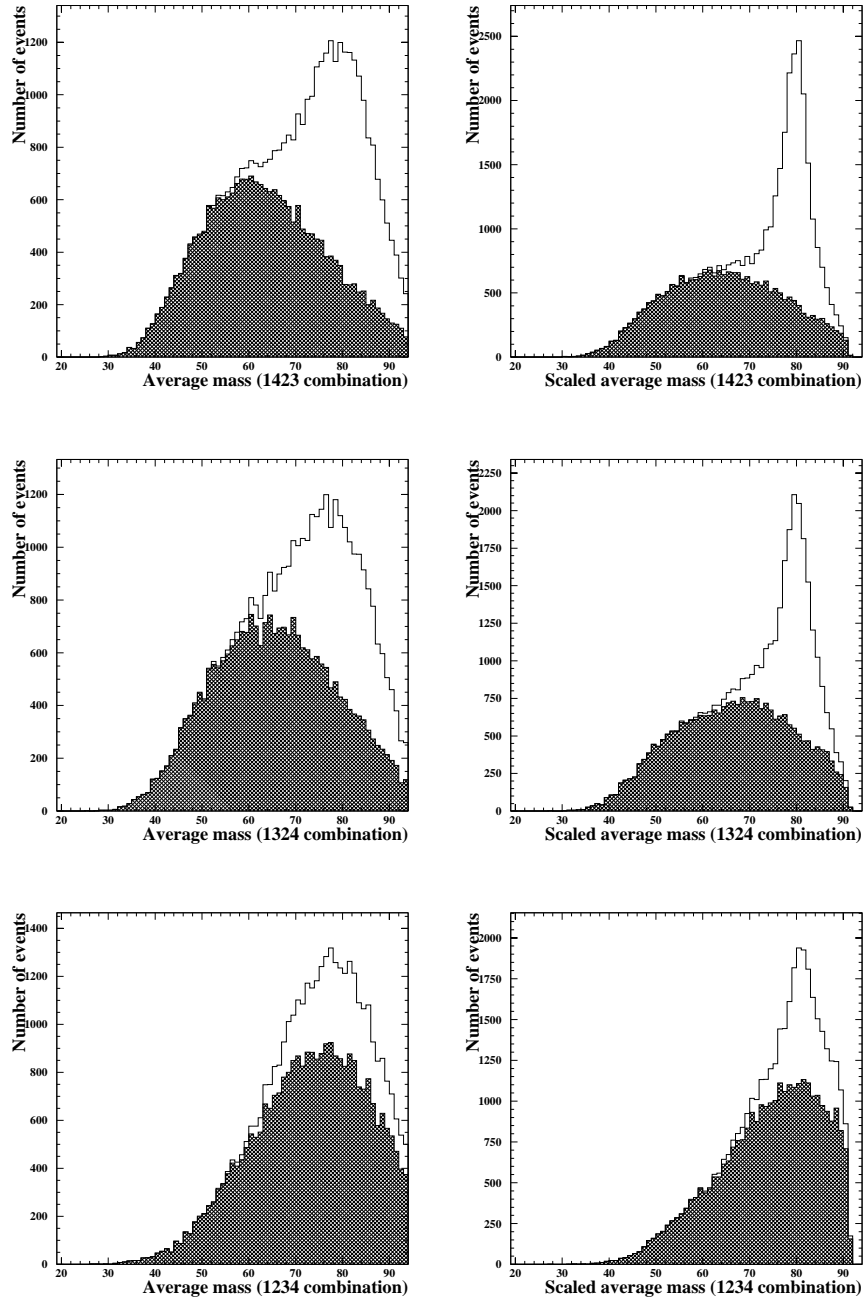 Number of events
1200
1000
800
600
400
200
0
20 30 40 50 60 70 80 90
Average mass (1423 combination)
Number of events
2500
2000
1500
1000
500
0
20 30 40 50 60 70 80 90
Scaled average mass (1423 combination)
Number of events
1200
1000
800
600
400
200
0
20 30 40 50 60 70 80 90
Average mass (1324 combination)
Number of events
2250
2000
1750
1500
1250
1000
750
500
250
0
20 30 40 50 60 70 80 90
Scaled average mass (1324 combination)
Number of events
1400
1200
1000
800
600
400
200
0
20 30 40 50 60 70 80 90
Average mass (1234 combination)
Number of events
2000
1750
1500
1250
1000
750
500
250
0
20 30 40 50 60 70 80 90
Scaled average mass (1234 combination)